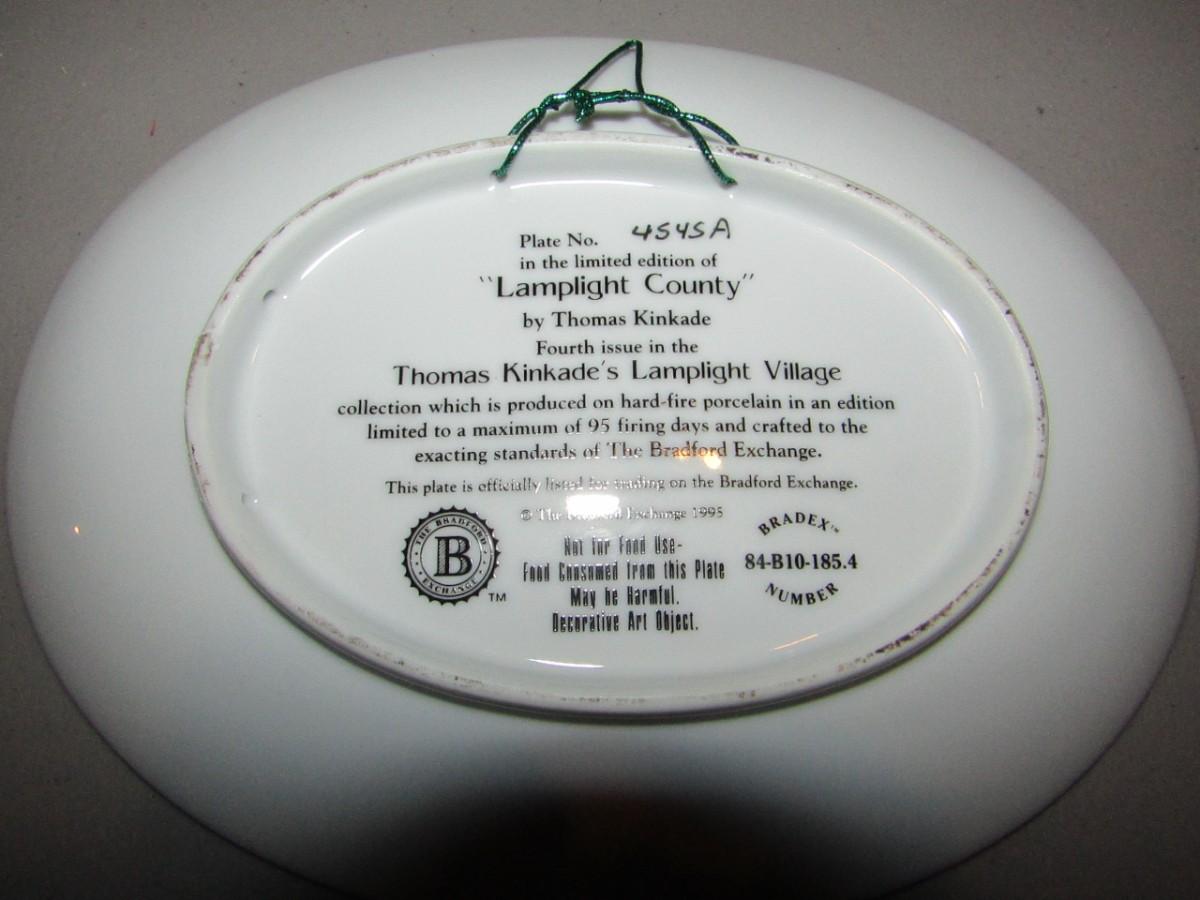 Plate No. 4545A
in the limited edition of
"Lamplight County"
by Thomas Kinkade
Fourth issue in the
Thomas Kinkade's Lamplight Village
collection which is produced on hard-fire porcelain in an edition
limited to a maximum of 95 firing days and crafted to the
exacting standards of The Bradford Exchange.
This plate is officially listed for trading on the Bradford Exchange.
© The Bradford Exchange 1995
THE BRADFORD
B
EXCHANGE
TM
Not for Food Use-
Food Consumed from this Plate
May be Harmful.
Decorative Art Object.
BRADEX™
84-B10-185.4
NUMBER